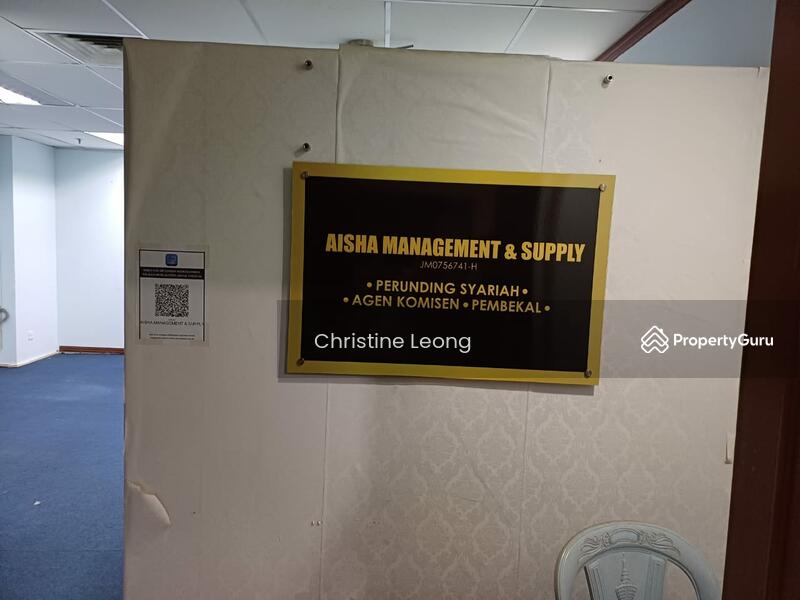 AISHA MANAGEMENT & SUPPLY
JM0756741-H
• PERUNDING SYARIAH •
• AGEN KOMISEN • PEMBEKAL •
AISHA MANAGEMENT & SUPPLY
Christine Leong
PropertyGuru